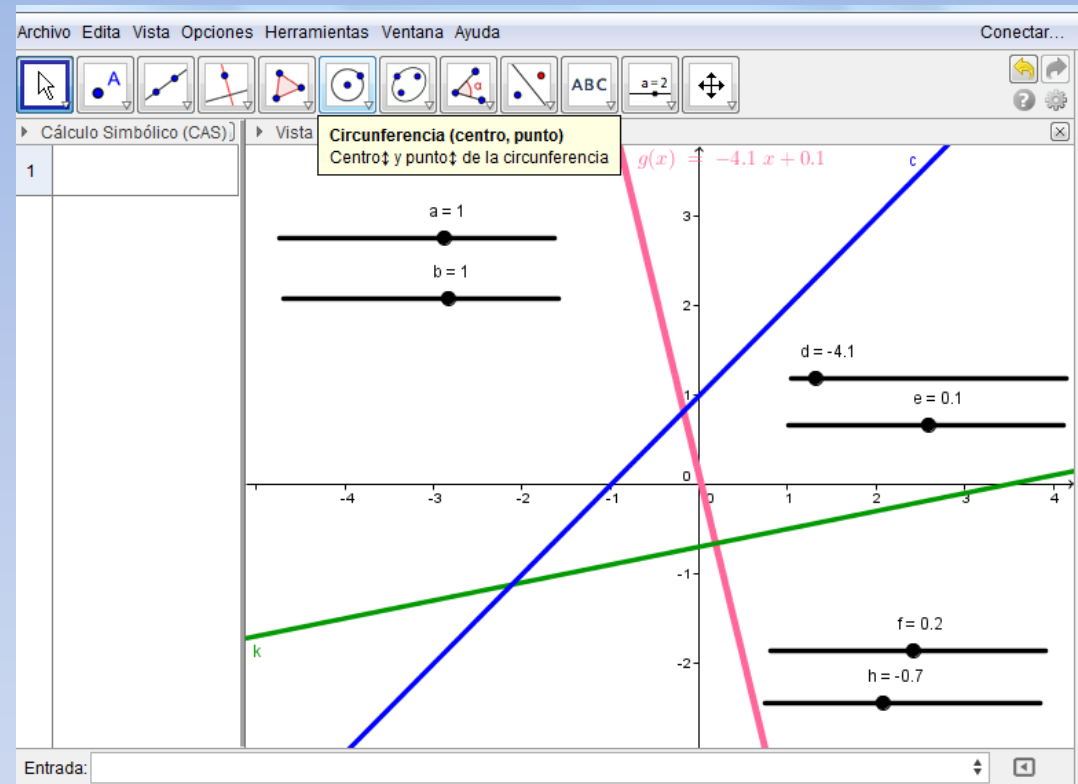 Archivo Edita Vista Opciones Herramientas Ventana Ayuda Conectar...
A α ABC a=2
Cálculo Simbólico (CAS) Vista
Circunferencia (centro, punto)
Centro‡ y punto‡ de la circunferencia
1
g(x) = −4.1 x + 0.1
c
a = 1
b = 1
d = -4.1
e = 0.1
f = 0.2
h = -0.7
k
3
2
1
0
-4 -3 -2 -1 0 1 2 3 4
-1
-2
Entrada: